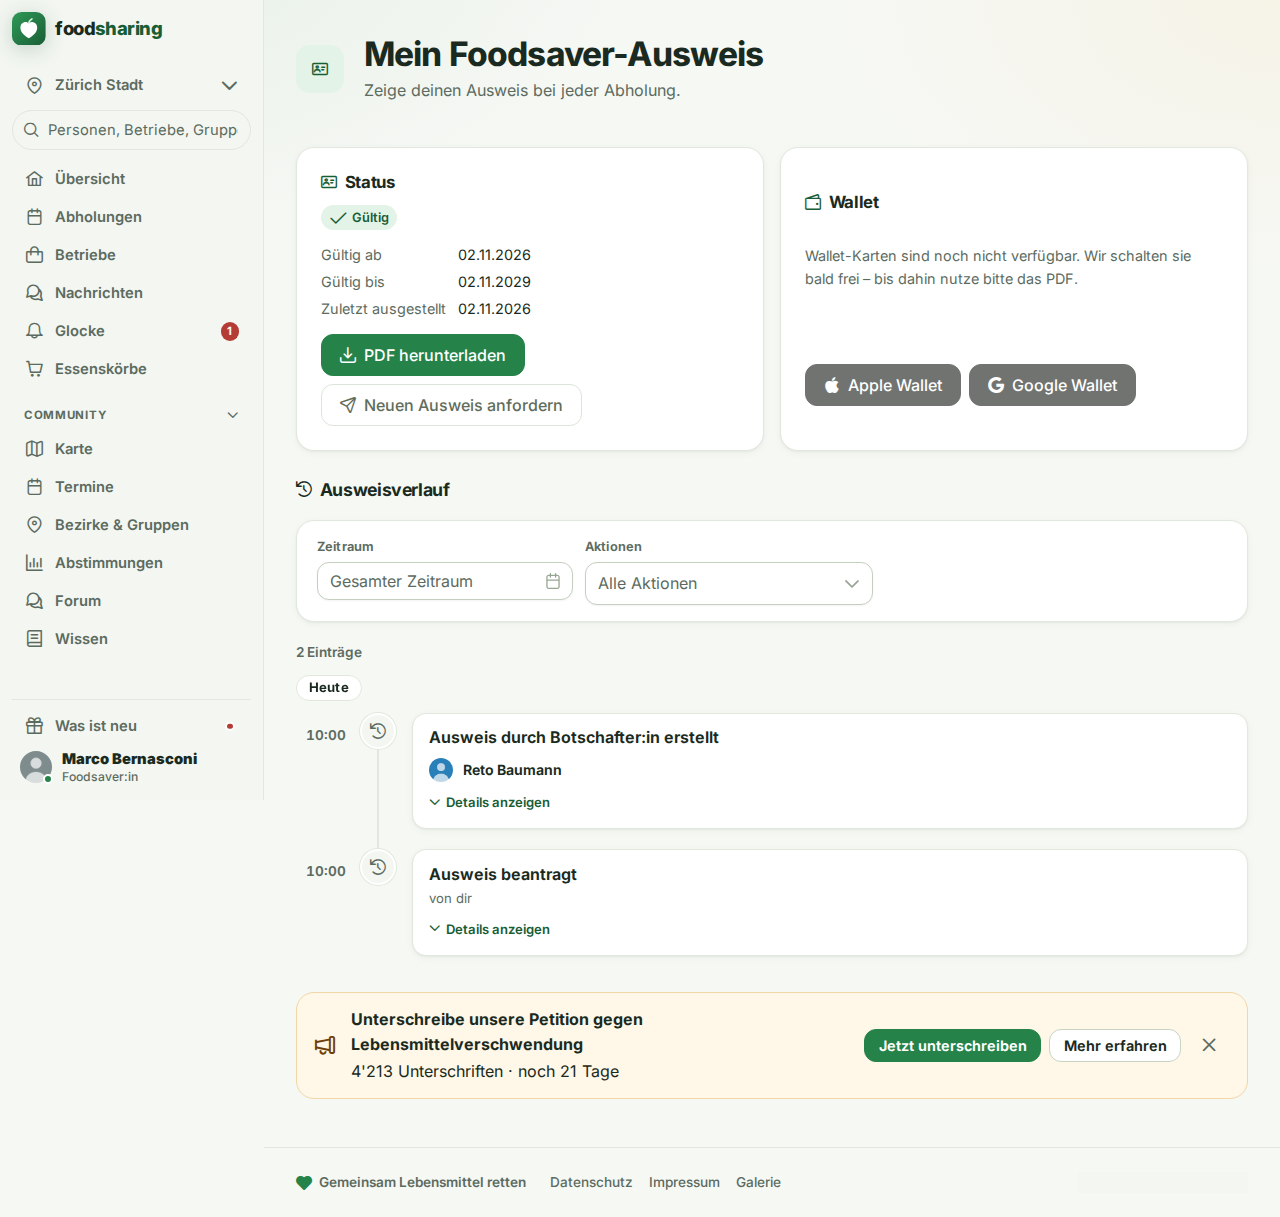 foodsharing
Zürich Stadt
Personen, Betriebe, Grupp
Übersicht
Abholungen
Betriebe
Nachrichten
Glocke
1
Essenskörbe
COMMUNITY
Karte
Termine
Bezirke & Gruppen
Abstimmungen
Forum
Wissen
Was ist neu
Marco Bernasconi
Foodsaver:in
Mein Foodsaver-Ausweis
Zeige deinen Ausweis bei jeder Abholung.
Status
Gültig
Gültig ab 02.11.2026
Gültig bis 02.11.2029
Zuletzt ausgestellt 02.11.2026
PDF herunterladen
Neuen Ausweis anfordern
Wallet
Wallet-Karten sind noch nicht verfügbar. Wir schalten sie
bald frei – bis dahin nutze bitte das PDF.
Apple Wallet
Google Wallet
Ausweisverlauf
Zeitraum
Aktionen
Gesamter Zeitraum
Alle Aktionen
2 Einträge
Heute
10:00
Ausweis durch Botschafter:in erstellt
Reto Baumann
Details anzeigen
10:00
Ausweis beantragt
von dir
Details anzeigen
Unterschreibe unsere Petition gegen
Lebensmittelverschwendung
4'213 Unterschriften · noch 21 Tage
Jetzt unterschreiben
Mehr erfahren
Gemeinsam Lebensmittel retten
Datenschutz
Impressum
Galerie